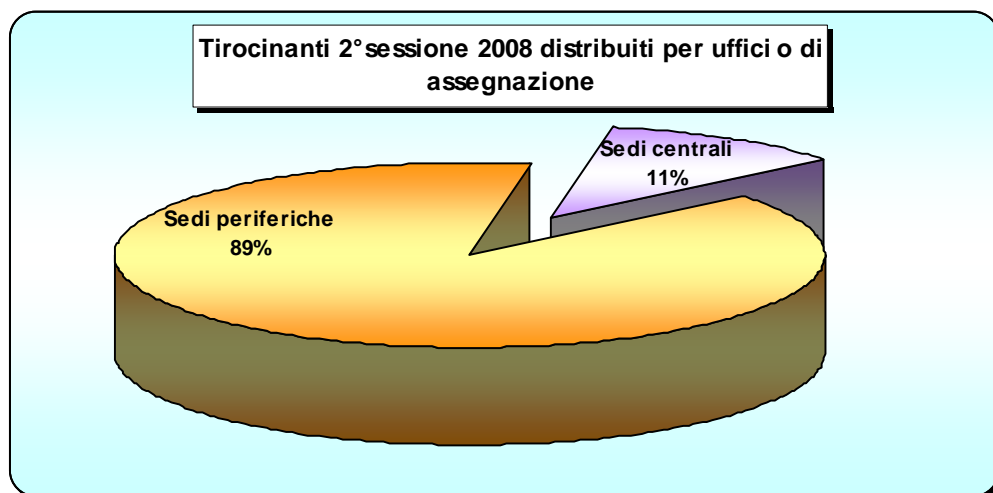 Tirocinanti 2° sessione 2008 distribuiti per uffici o di
assegnazione
Sedi centrali
11%
Sedi periferiche
89%